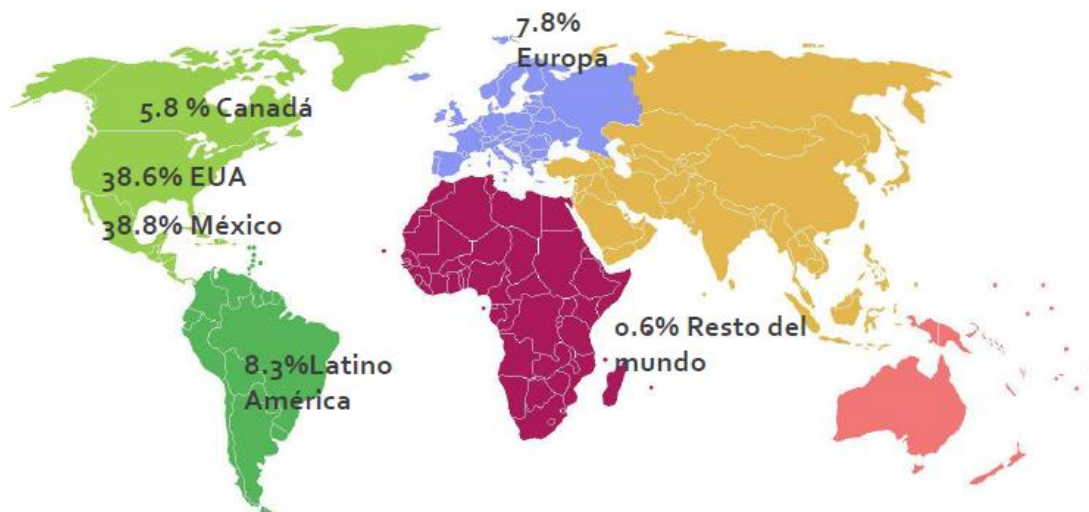 7.8%
Europa
5.8 % Canadá
38.6% EUA
38.8% México
0.6% Resto del
mundo
8.3%Latino
América